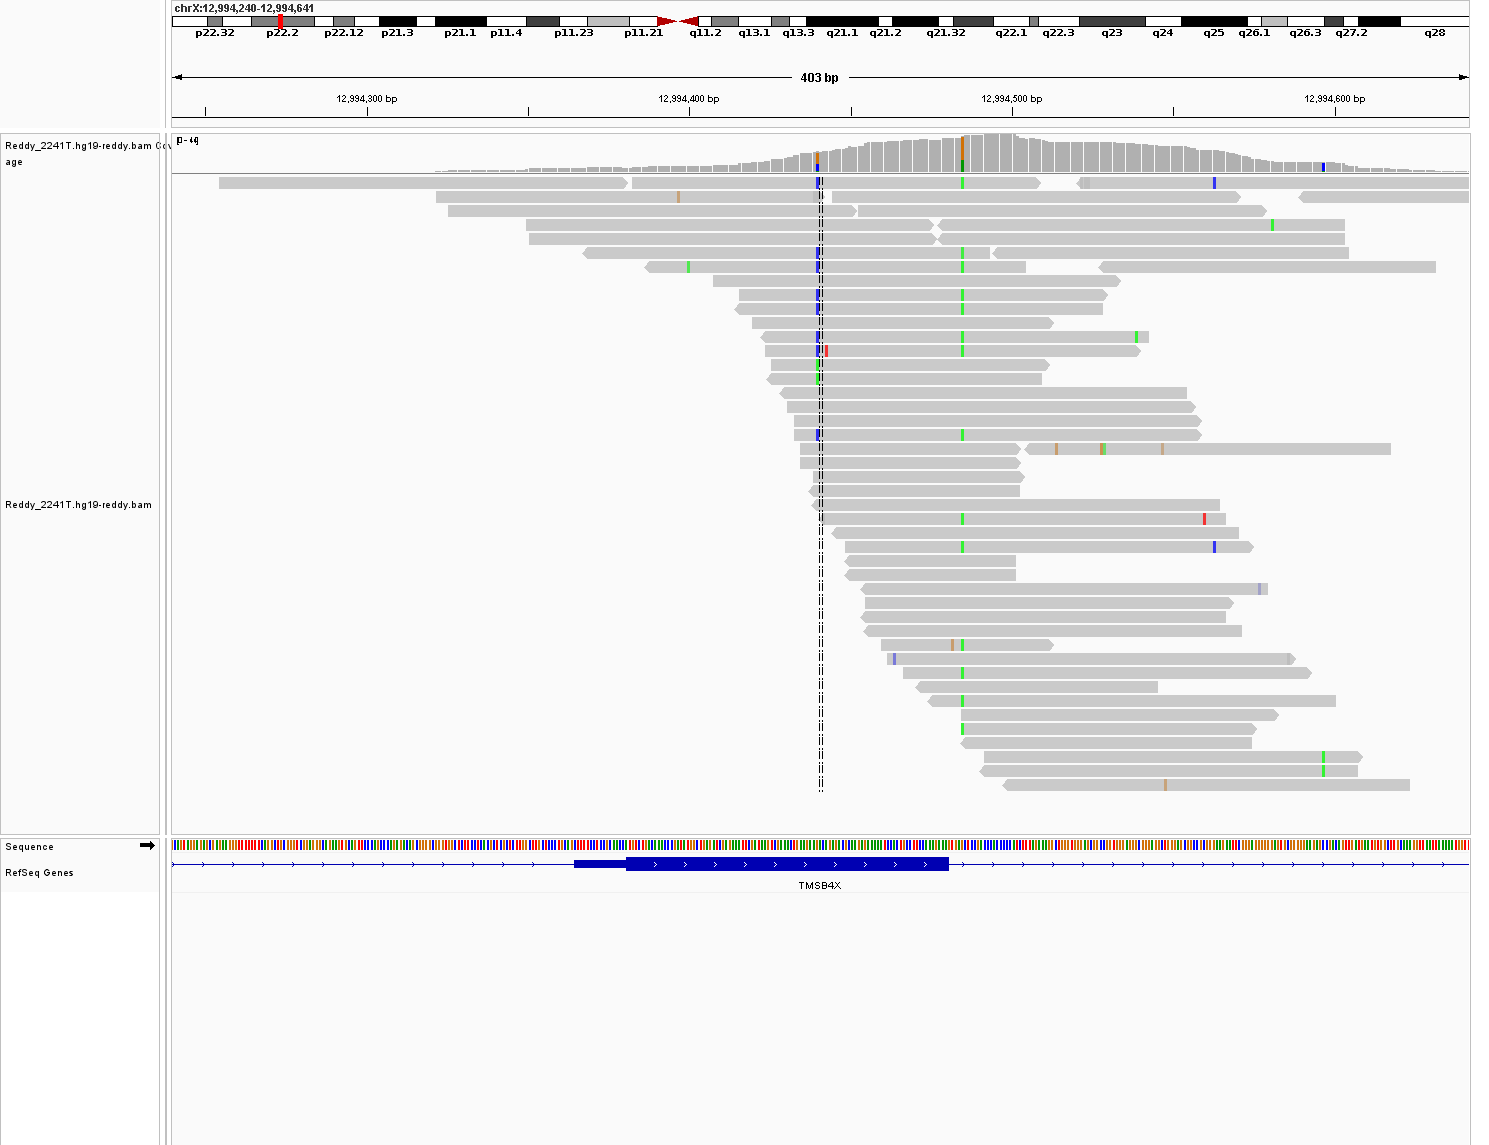 chrX:12,994,240-12,994,641
p22.32 p22.2 p22.12 p21.3 p21.1 p11.4 p11.23 p11.21 q11.2 q13.1 q13.3 q21.1 q21.2 q21.32 q22.1 q22.3 q23 q24 q25 q26.1 q26.3 q27.2 q28
403 bp
12,994,300 bp 12,994,400 bp 12,994,500 bp 12,994,600 bp
[0 - 44]
Reddy_2241T.hg19-reddy.bam
age
Reddy_2241T.hg19-reddy.bam
Sequence
RefSeq Genes
TMSB4X